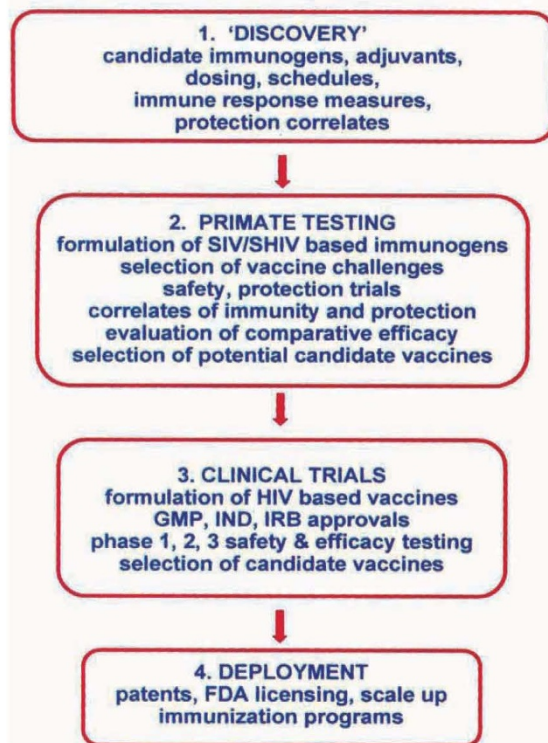 1. ‘DISCOVERY’
candidate immunogens, adjuvants,
dosing, schedules,
immune response measures,
protection correlates
2. PRIMATE TESTING
formulation of SIV/SHIV based immunogens
selection of vaccine challenges
safety, protection trials
correlates of immunity and protection
evaluation of comparative efficacy
selection of potential candidate vaccines
3. CLINICAL TRIALS
formulation of HIV based vaccines
GMP, IND, IRB approvals
phase 1, 2, 3 safety & efficacy testing
selection of candidate vaccines
4. DEPLOYMENT
patents, FDA licensing, scale up
immunization programs